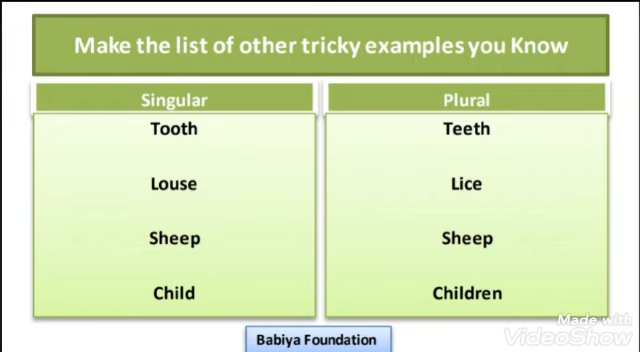 Make the list of other tricky examples you Know
Singular Plural
Tooth Teeth
Louse Lice
Sheep Sheep
Child Children
Babiya Foundation
Made with
VideoShow